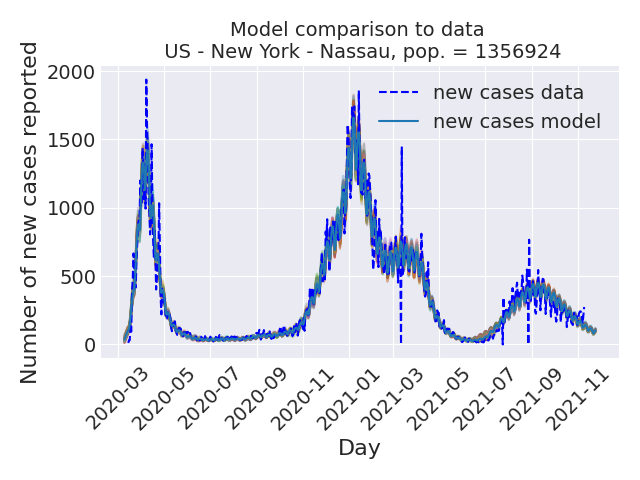 Model comparison to data
US - New York - Nassau, pop. = 1356924
Number of new cases reported
2000
1500
1000
500
0
new cases data
new cases model
2020-03
2020-05
2020-07
2020-09
2020-11
2021-01
2021-03
2021-05
2021-07
2021-09
2021-11
Day